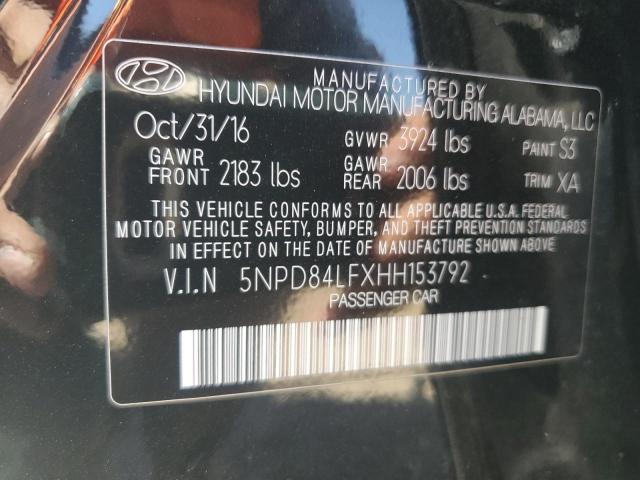 MANUFACTURED BY
HYUNDAI MOTOR MANUFACTURING ALABAMA, LLC
Oct/31/16 GVWR 3924 lbs PAINT S3
GAWR FRONT 2183 lbs GAWR REAR 2006 lbs TRIM XA
THIS VEHICLE CONFORMS TO ALL APPLICABLE U.S.A. FEDERAL
MOTOR VEHICLE SAFETY, BUMPER, AND THEFT PREVENTION STANDARDS
IN EFFECT ON THE DATE OF MANUFACTURE SHOWN ABOVE.
V.I.N 5NPD84LFXHH153792
PASSENGER CAR